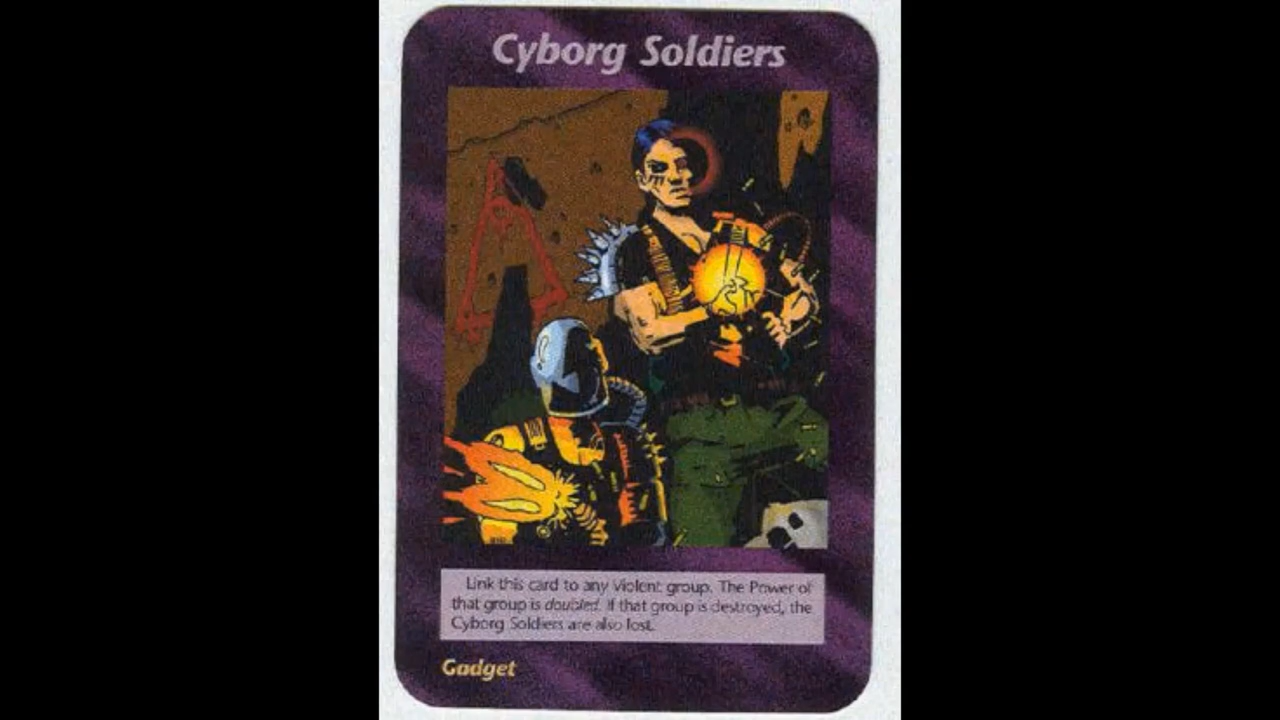 Cyborg Soldiers
Link this card to any Violent group. The Power of
that group is doubled. If that group is destroyed, the
Cyborg Soldiers are also lost.
Gadget